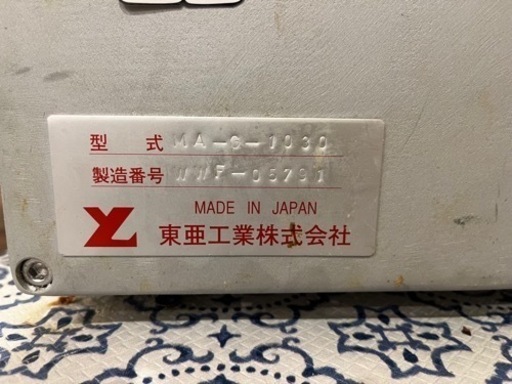 型式 MA-G-1030
製造番号 WWF-05791
MADE IN JAPAN
YL 東亜工業株式会社